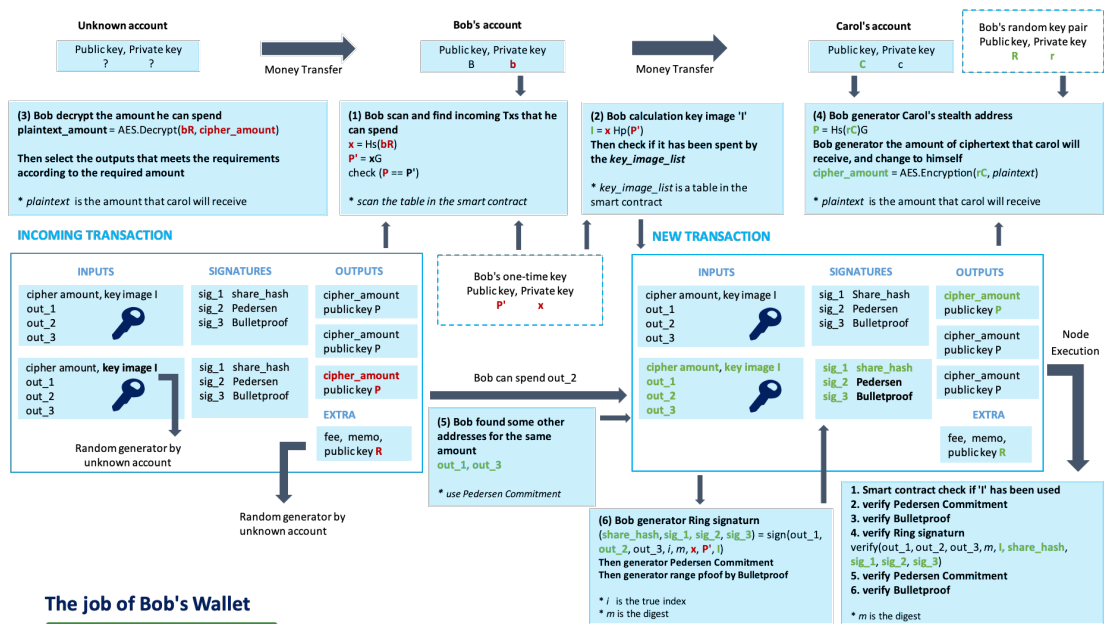 Unknown account
Public key, Private key
? ?
Money Transfer
Bob's account
Public key, Private key
B b
Money Transfer
Carol's account
Public key, Private key
C c
Bob's random key pair
Public key, Private key
R r
(3) Bob decrypt the amount he can spend
plaintext_amount = AES.Decrypt(bR, cipher_amount)
Then select the outputs that meets the requirements
according to the required amount
* plaintext is the amount that carol will receive
(1) Bob scan and find incoming Txs that he
can spend
x = Hs(bR)
P' = xG
check (P == P')
* scan the table in the smart contract
(2) Bob calculation key image 'I'
I = x Hp(P')
Then check if it has been spent by
the key_image_list
* key_image_list is a table in the
smart contract
(4) Bob generator Carol's stealth address
P = Hs(rC)G
Bob generator the amount of ciphertext that carol will
receive, and change to himself
cipher_amount = AES.Encryption(rC, plaintext)
* plaintext is the amount that carol will receive
INCOMING TRANSACTION
INPUTS
cipher amount, key image I
out_1
out_2
out_3
cipher amount, key image I
out_1
out_2
out_3
SIGNATURES
sig_1 share_hash
sig_2 Pedersen
sig_3 Bulletproof
sig_1 share_hash
sig_2 Pedersen
sig_3 Bulletproof
OUTPUTS
cipher_amount
public key P
cipher_amount
public key P
cipher_amount
public key P
EXTRA
fee, memo,
public key R
Random generator by
unknown account
Random generator by
unknown account
Bob's one-time key
Public key, Private key
P' x
Bob can spend out_2
(5) Bob found some other
addresses for the same
amount
out_1, out_3
* use Pedersen Commitment
NEW TRANSACTION
INPUTS
cipher amount, key image I
out_1
out_2
out_3
cipher amount, key image I
out_1
out_2
out_3
SIGNATURES
sig_1 Share_hash
sig_2 Pedersen
sig_3 Bulletproof
sig_1 share_hash
sig_2 Pedersen
sig_3 Bulletproof
OUTPUTS
cipher_amount
public key P
cipher_amount
public key P
cipher_amount
public key P
EXTRA
fee, memo,
public key R
Node
Execution
(6) Bob generator Ring signaturn
(share_hash, sig_1, sig_2, sig_3) = sign(out_1,
out_2, out_3, i, m, x, P', I)
Then generator Pedersen Commitment
Then generator range pfoof by Bulletproof
* i is the true index
* m is the digest
1. Smart contract check if 'I' has been used
2. verify Pedersen Commitment
3. verify Bulletproof
4. verify Ring signaturn
verify(out_1, out_2, out_3, m, I, share_hash,
sig_1, sig_2, sig_3)
5. verify Pedersen Commitment
6. verify Bulletproof
* m is the digest
The job of Bob's Wallet